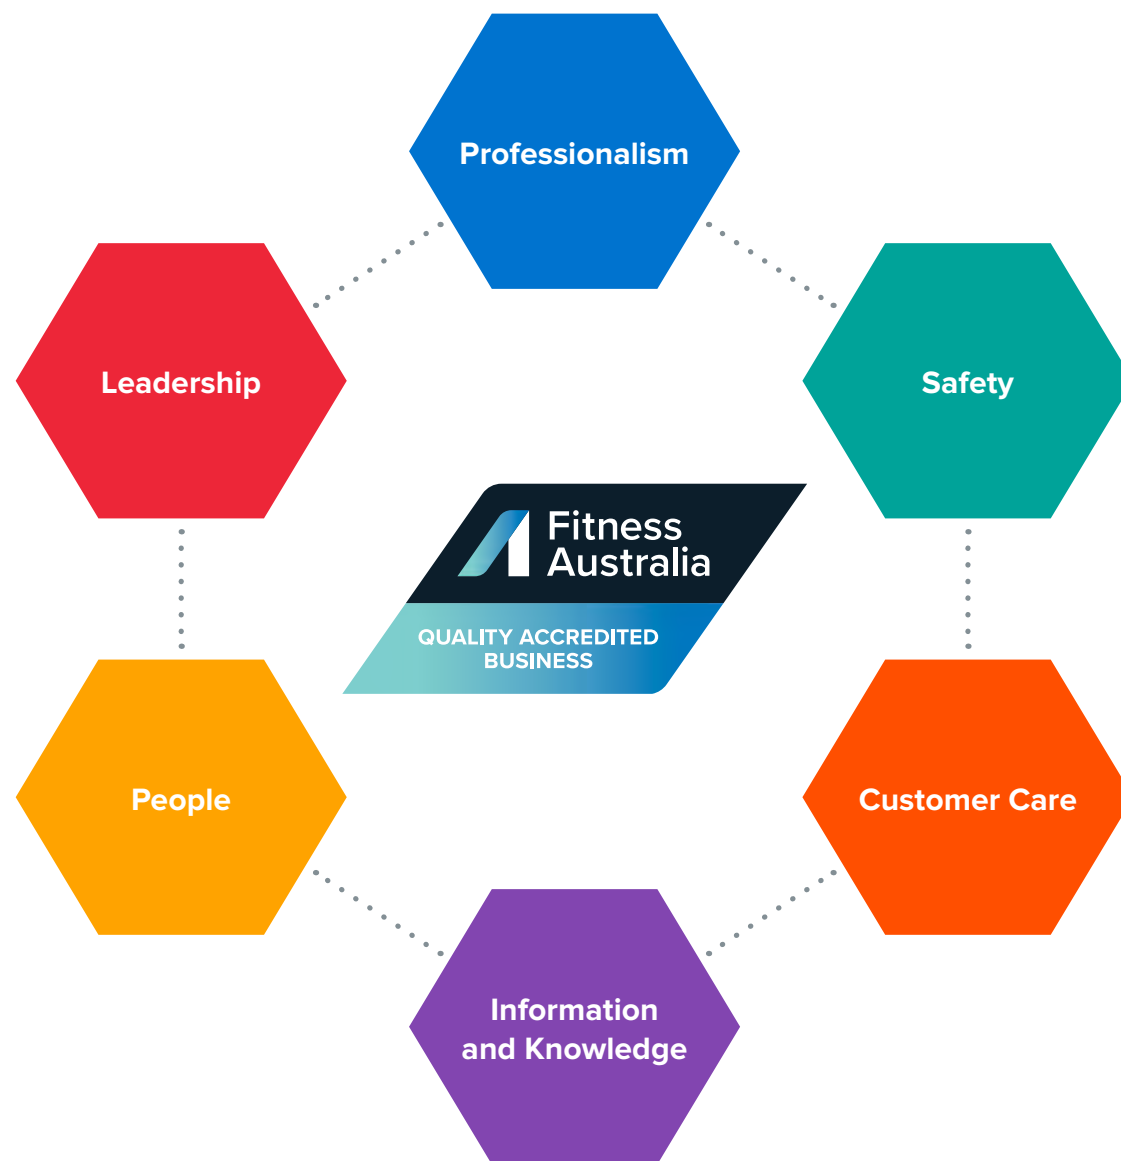 Professionalism
Leadership
Safety
Fitness
Australia
QUALITY ACCREDITED
BUSINESS
People
Customer Care
Information
and Knowledge